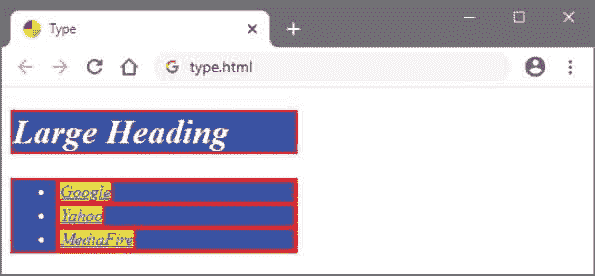 Type
type.html
Large Heading
Google
Yahoo
MediaFire